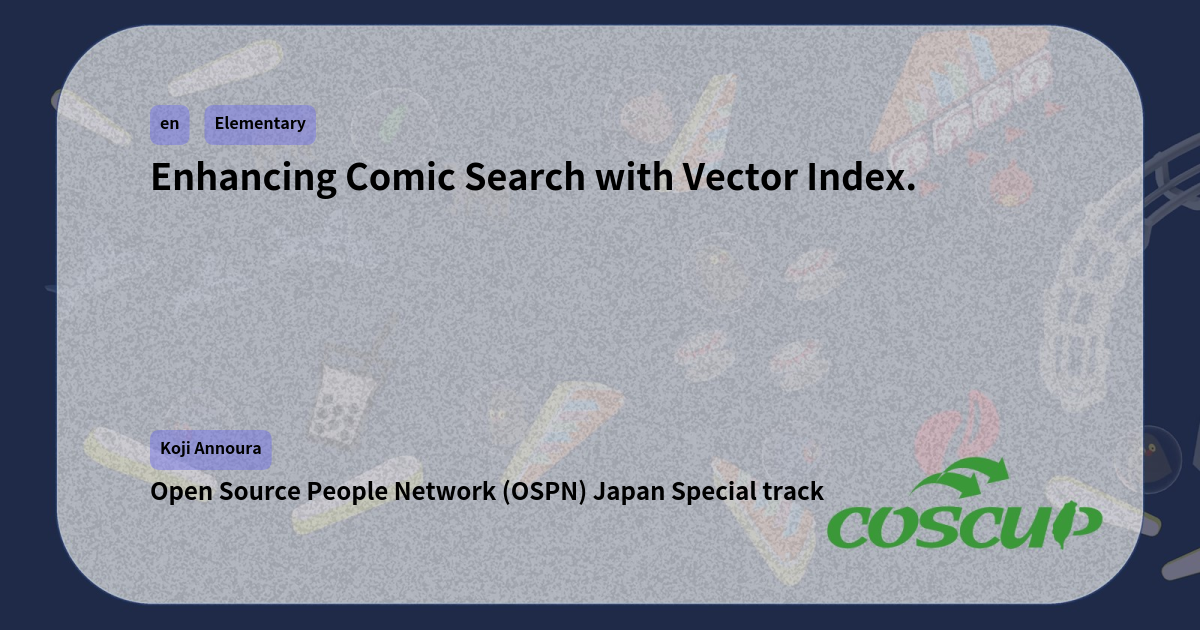 en Elementary
Enhancing Comic Search with Vector Index.
Koji Annoura
Open Source People Network (OSPN) Japan Special track
COSCUP